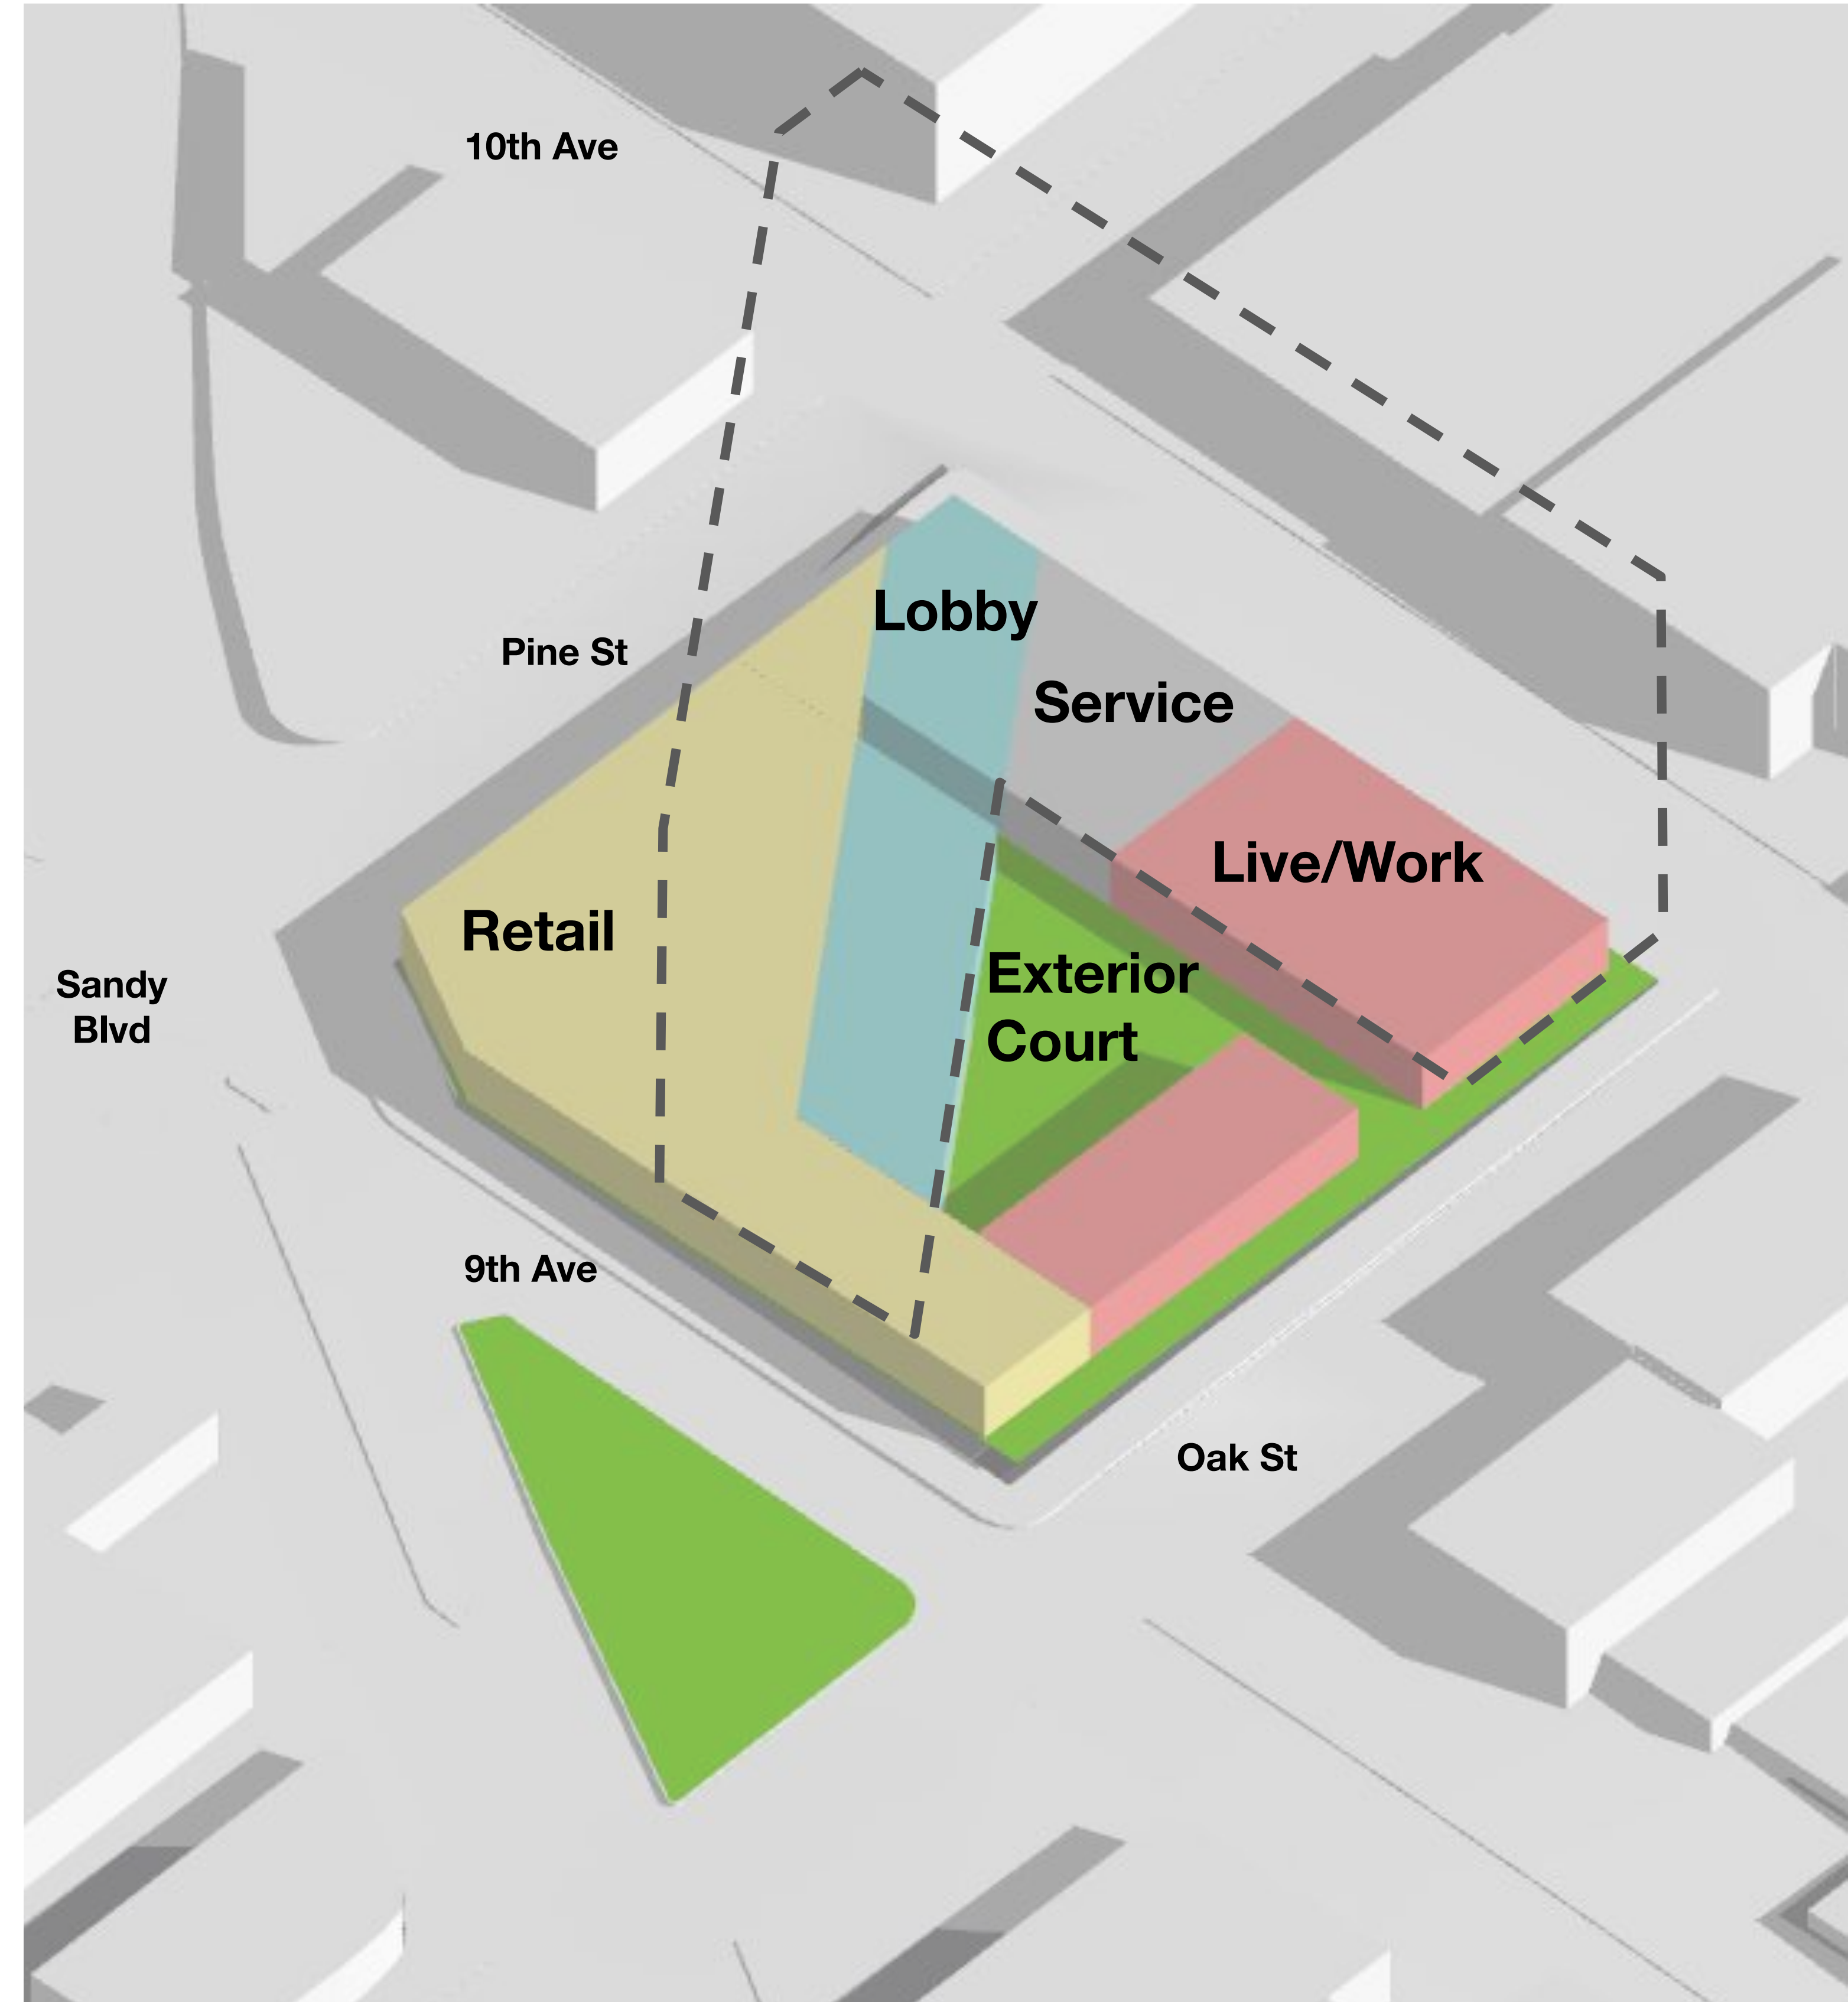 10th Ave
Lobby
Pine St
Service
Live/Work
Retail
Exterior
Court
Sandy
Blvd
9th Ave
Oak St